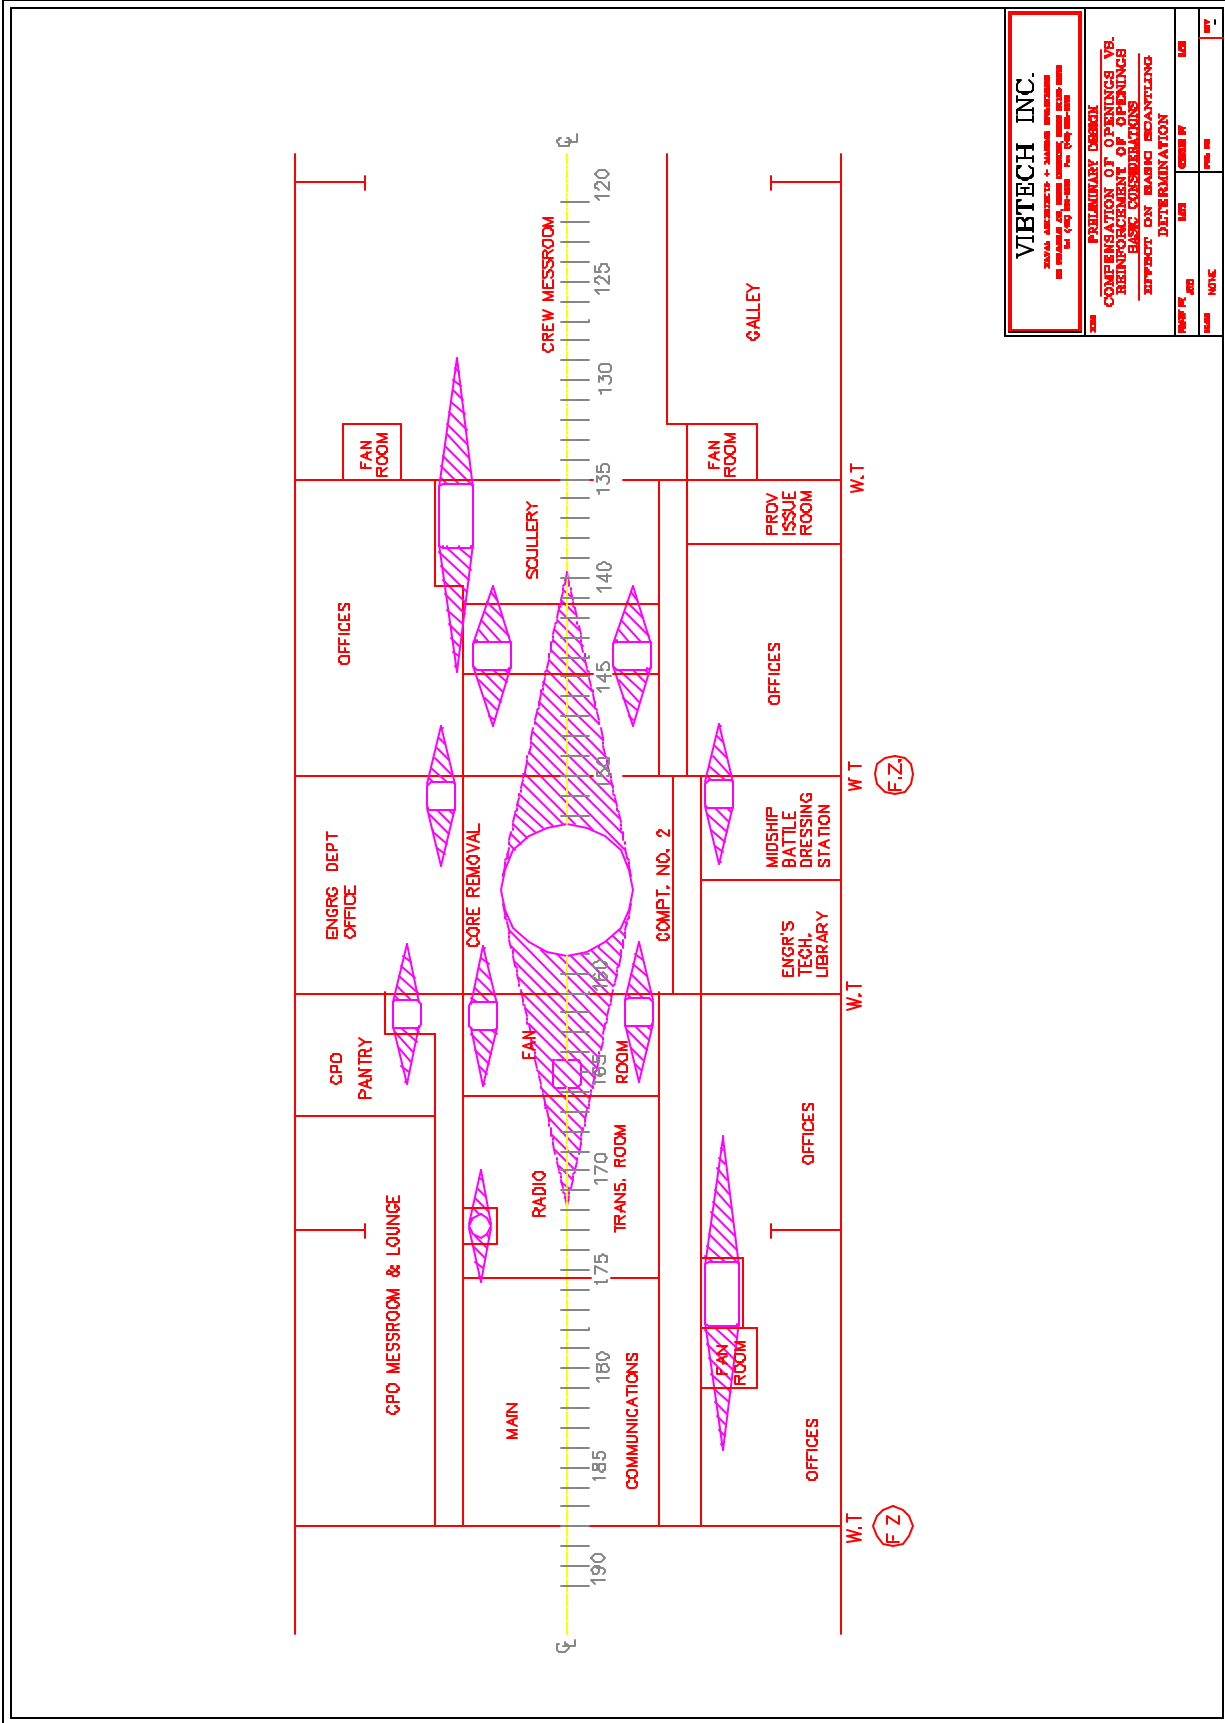 VIBTECH INC.
PRELIMINARY DESIGN
COMPENSATION OF OPENINGS VS.
REINFORCEMENT OF OPENINGS
BASIC CONSIDERATIONS
EFFECT ON BASIC SCANTLING
DETERMINATION
NONE
CPO MESSROOM & LOUNGE
CPO
PANTRY
ENGRG DEPT
OFFICE
OFFICES
FAN
ROOM
MAIN
COMMUNICATIONS
RADIO
TRANS. ROOM
FAN
ROOM
CORE REMOVAL
COMPT. NO. 2
SCULLERY
CREW MESSROOM
℄
190
185
180
175
170
165
160
150
145
140
135
130
125
120
℄
OFFICES
FAN
ROOM
OFFICES
ENGR'S
TECH.
LIBRARY
MIDSHIP
BATTLE
DRESSING
STATION
OFFICES
PROV
ISSUE
ROOM
FAN
ROOM
GALLEY
W.T
F Z
W.T
W T
F.Z.
W.T